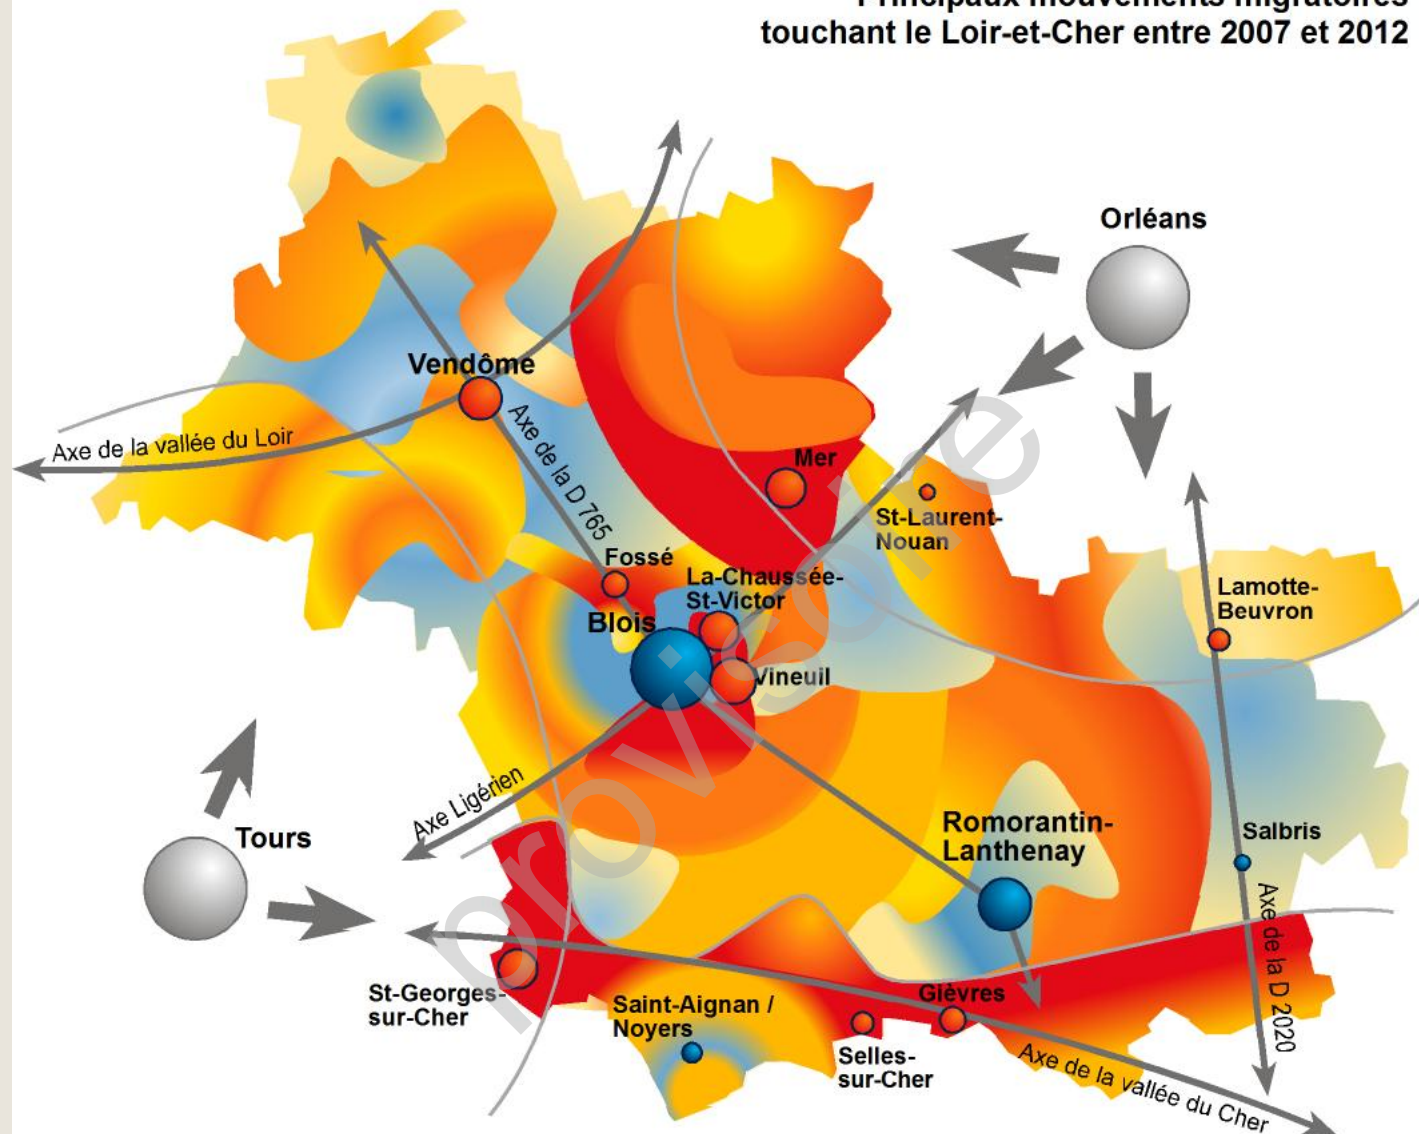 Principaux mouvements migratoires
touchant le Loir-et-Cher entre 2007 et 2012
Orléans
Vendôme
Axe de la vallée du Loir
Axe de la D 765
Mer
St-Laurent-
Nouan
Fossé
La-Chaussée-
St-Victor
Blois
Vineuil
Lamotte-
Beuvron
Axe Ligérien
Tours
Romorantin-
Lanthenay
Salbris
Axe de la D 2020
St-Georges-
sur-Cher
Saint-Aignan /
Noyers
Gièvres
Selles-
sur-Cher
Axe de la vallée du Cher
provisoire